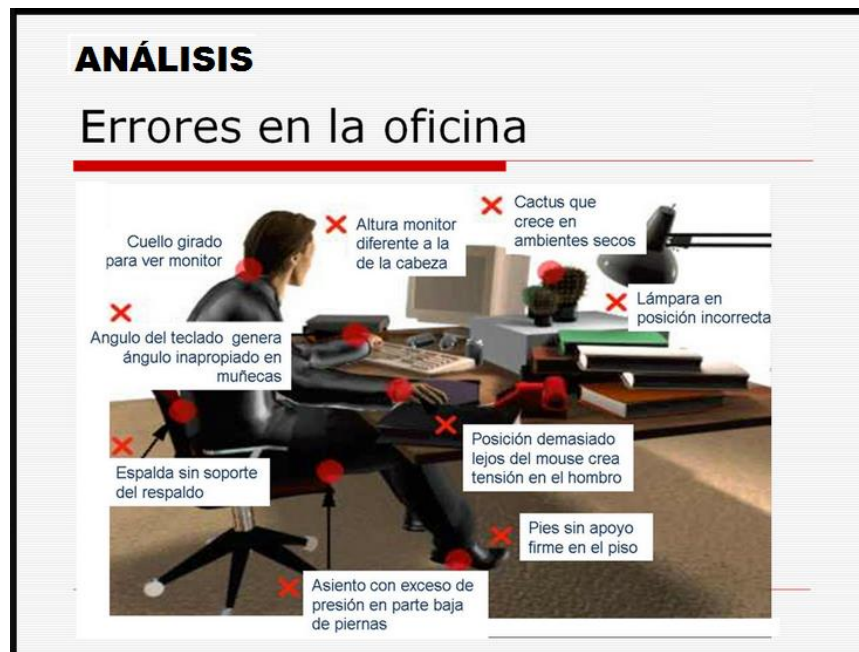 ANÁLISIS
Errores en la oficina
Cuello girado
para ver monitor
Altura monitor
diferente a la
de la cabeza
Cactus que
crece en
ambientes secos
Lámpara en
posición incorrecta
Angulo del teclado genera
ángulo inapropiado en
muñecas
Espalda sin soporte
del respaldo
Posición demasiado
lejos del mouse crea
tensión en el hombro
Pies sin apoyo
firme en el piso
Asiento con exceso de
presión en parte baja
de piernas